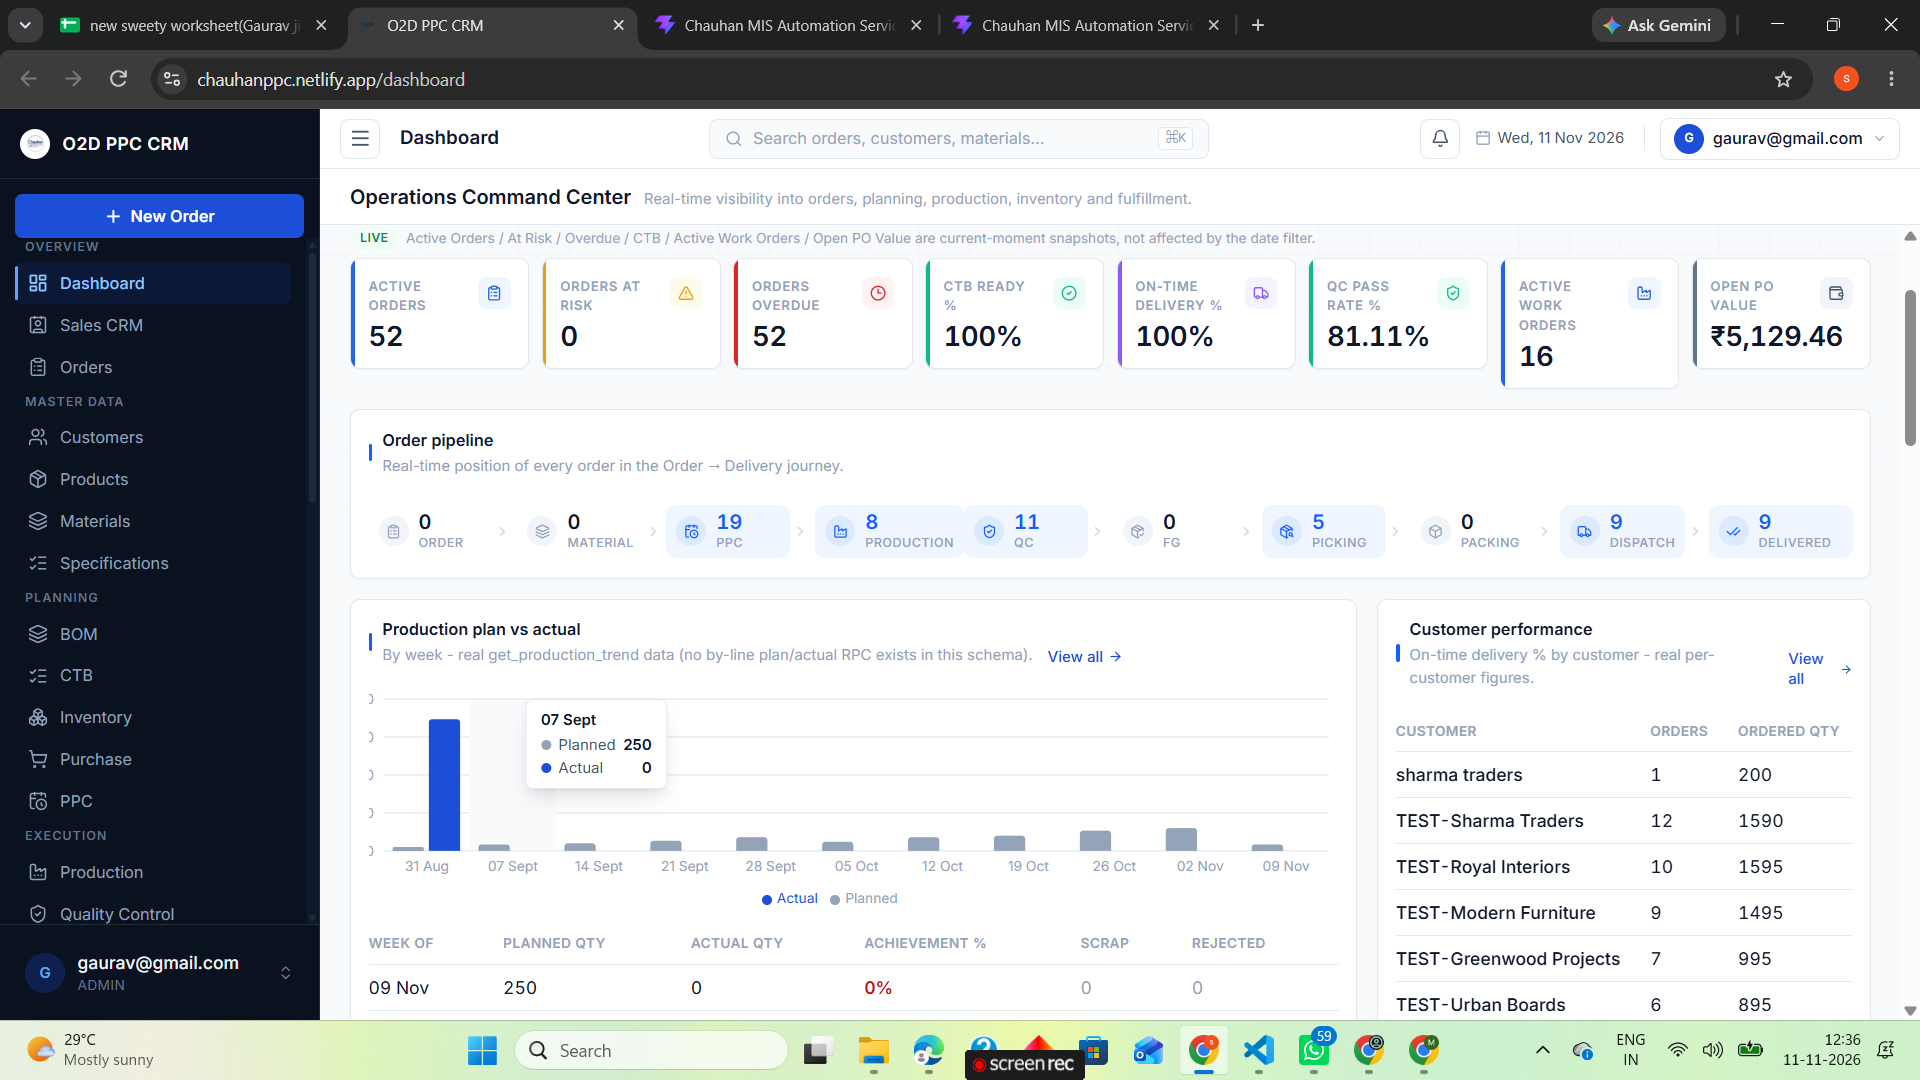 new sweety worksheet(Gaurav ji
O2D PPC CRM
Chauhan MIS Automation Servic
Chauhan MIS Automation Servic
Ask Gemini
chauhanppc.netlify.app/dashboard
S
O2D PPC CRM
Dashboard
Search orders, customers, materials...
⌘K
Wed, 11 Nov 2026
G
gaurav@gmail.com
+ New Order
OVERVIEW
Dashboard
Sales CRM
Orders
MASTER DATA
Customers
Products
Materials
Specifications
PLANNING
BOM
CTB
Inventory
Purchase
PPC
EXECUTION
Production
Quality Control
G
gaurav@gmail.com
ADMIN
Operations Command Center Real-time visibility into orders, planning, production, inventory and fulfillment.
LIVE Active Orders / At Risk / Overdue / CTB / Active Work Orders / Open PO Value are current-moment snapshots, not affected by the date filter.
ACTIVE
ORDERS
52
ORDERS AT
RISK
0
ORDERS
OVERDUE
52
CTB READY
%
100%
ON-TIME
DELIVERY %
100%
QC PASS
RATE %
81.11%
ACTIVE
WORK
ORDERS
16
OPEN PO
VALUE
₹5,129.46
Order pipeline
Real-time position of every order in the Order → Delivery journey.
0
ORDER
0
MATERIAL
19
PPC
8
PRODUCTION
11
QC
0
FG
5
PICKING
0
PACKING
9
DISPATCH
9
DELIVERED
Production plan vs actual
By week - real get_production_trend data (no by-line plan/actual RPC exists in this schema). View all →
07 Sept
Planned 250
Actual 0
31 Aug 07 Sept 14 Sept 21 Sept 28 Sept 05 Oct 12 Oct 19 Oct 26 Oct 02 Nov 09 Nov
Actual Planned
WEEK OF PLANNED QTY ACTUAL QTY ACHIEVEMENT % SCRAP REJECTED
09 Nov 250 0 0% 0 0
Customer performance
On-time delivery % by customer - real per-
customer figures.
View
all →
CUSTOMER ORDERS ORDERED QTY
sharma traders 1 200
TEST-Sharma Traders 12 1590
TEST-Royal Interiors 10 1595
TEST-Modern Furniture 9 1495
TEST-Greenwood Projects 7 995
TEST-Urban Boards 6 895
29°C
Mostly sunny
Search
screenrec
59
ENG
IN
12:36
11-11-2026